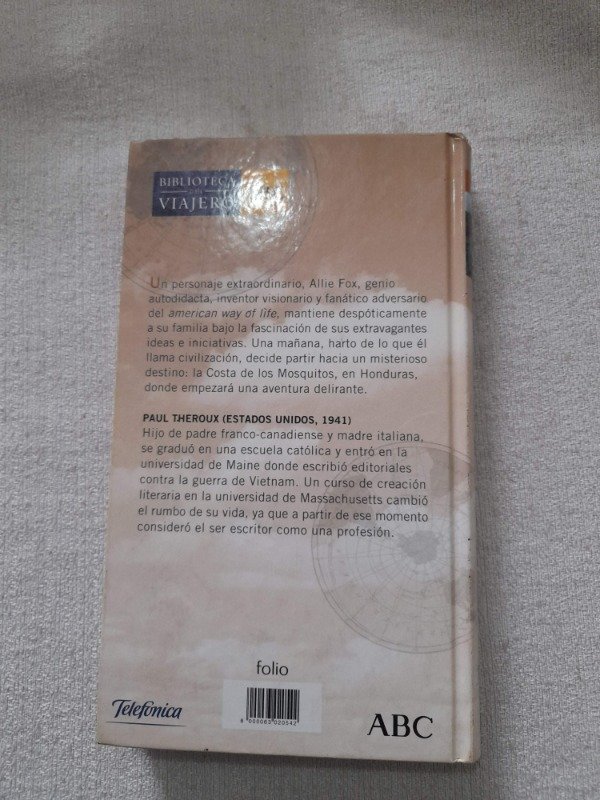 BIBLIOTECA
VIAJERO
Un personaje extraordinario, Allie Fox, genio
autodidacta, inventor visionario y fanático adversario
del american way of life, mantiene despóticamente
a su familia bajo la fascinación de sus extravagantes
ideas e iniciativas. Una mañana, harto de lo que él
llama civilización, decide partir hacia un misterioso
destino: la Costa de los Mosquitos, en Honduras,
donde empezará una aventura delirante.
PAUL THEROUX (ESTADOS UNIDOS, 1941)
Hijo de padre franco-canadiense y madre italiana,
se graduó en una escuela católica y entró en la
universidad de Maine donde escribió editoriales
contra la guerra de Vietnam. Un curso de creación
literaria en la universidad de Massachusetts cambió
el rumbo de su vida, ya que a partir de ese momento
consideró el ser escritor como una profesión.
folio
Telefónica
8 000083 020542
ABC